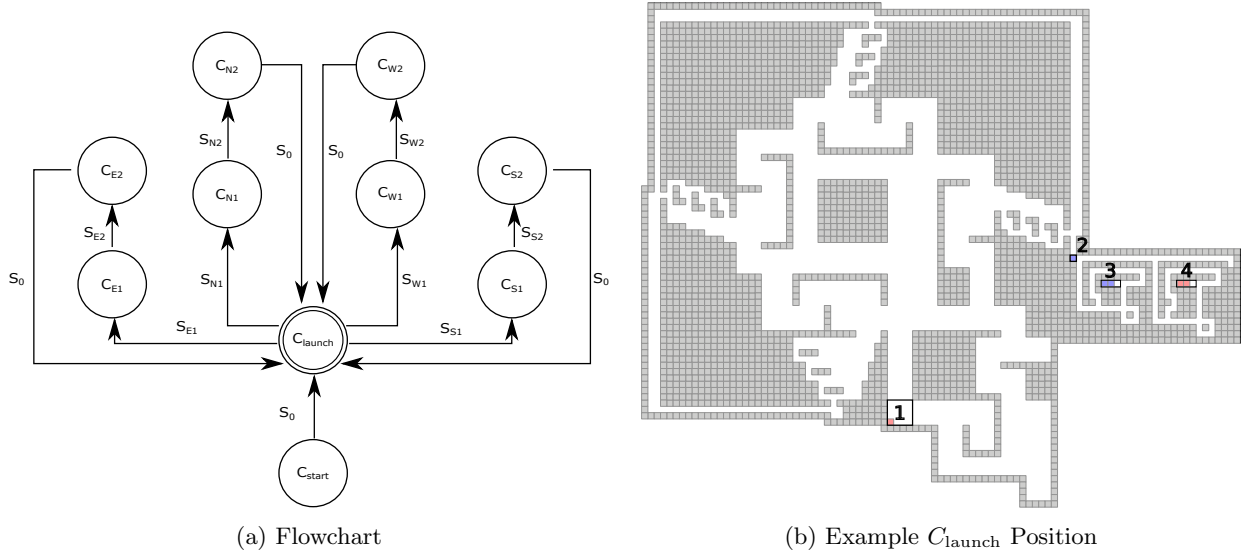 C_N2
C_W2
S_N2
S_0
S_0
S_W2
C_E2
C_N1
C_W1
C_S2
S_E2
S_S2
S_0
S_N1
S_W1
S_0
C_E1
C_S1
S_E1
C_launch
S_S1
S_0
C_start
(a) Flowchart
2
3
4
1
(b) Example C_launch Position